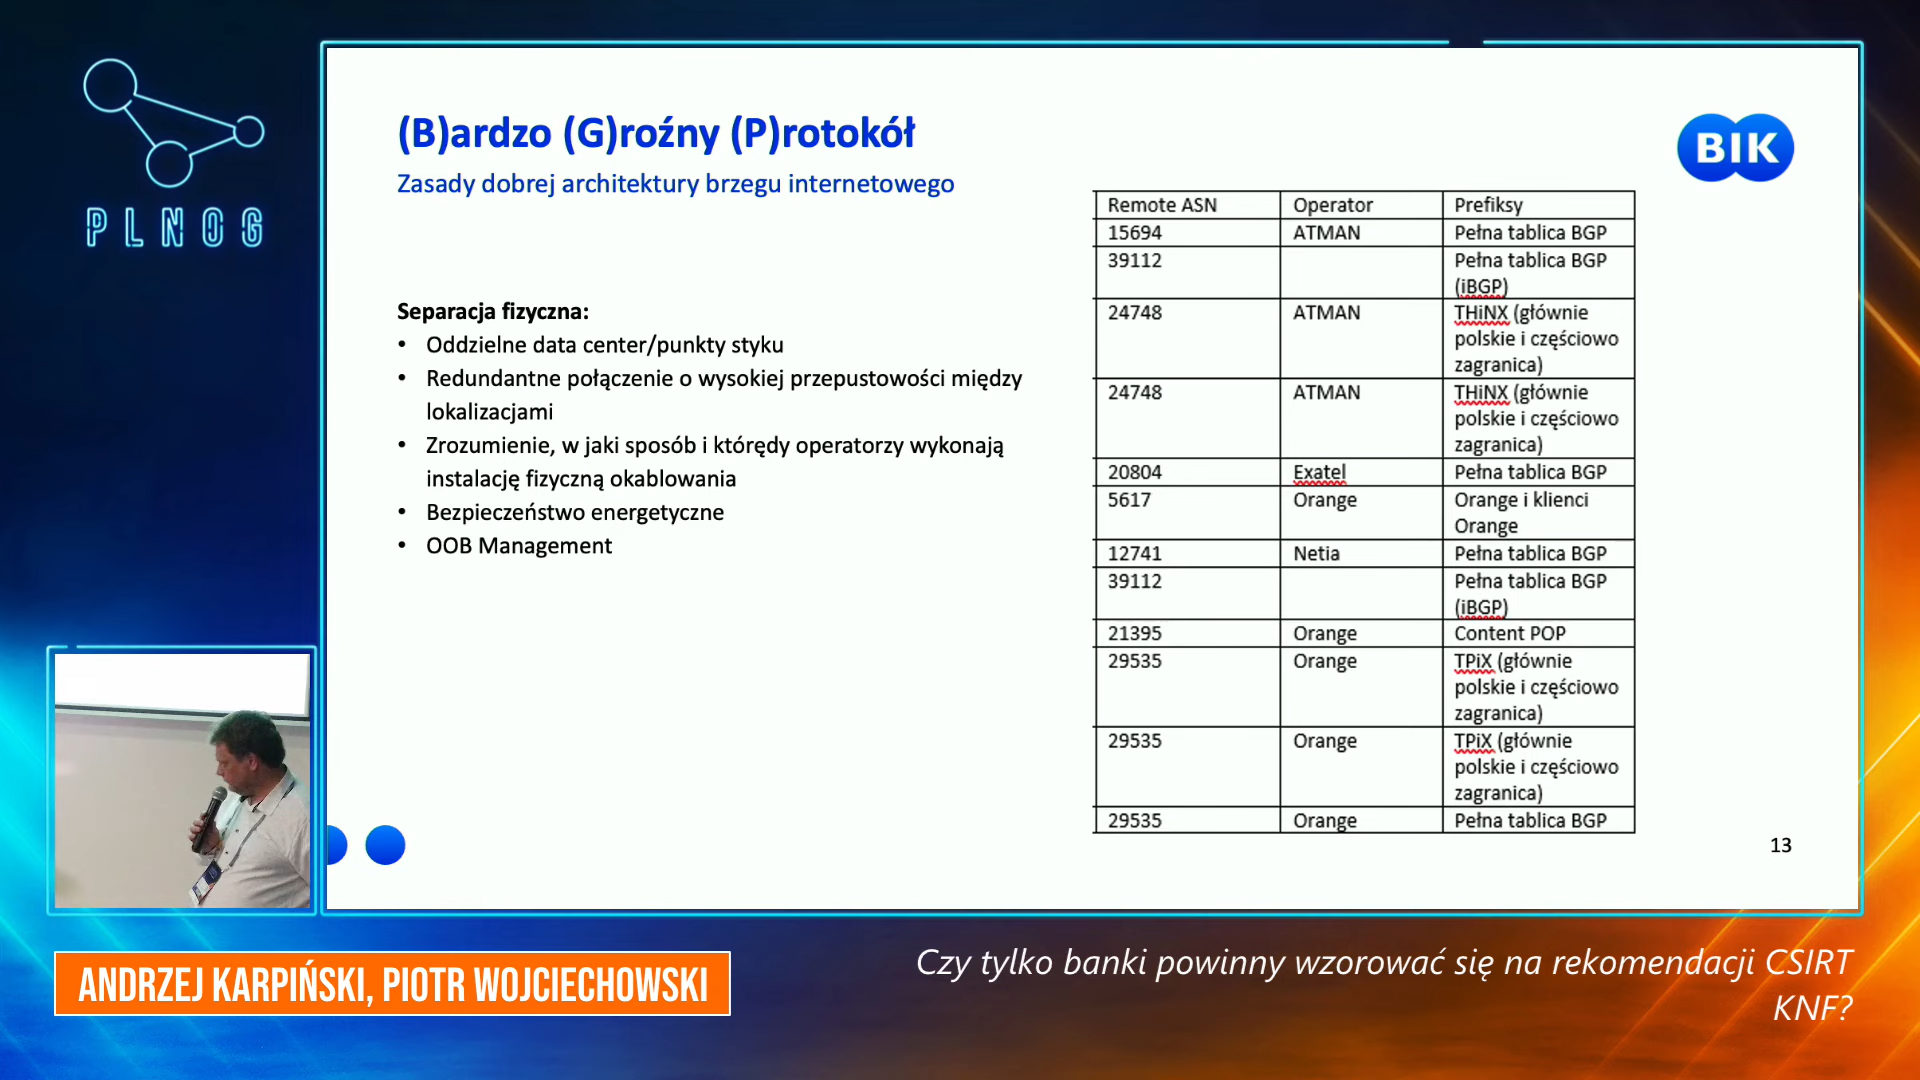 PLNOG
(B)ardzo (G)roźny (P)rotokół
Zasady dobrej architektury brzegu internetowego
BIK
Separacja fizyczna:
• Oddzielne data center/punkty styku
• Redundantne połączenie o wysokiej przepustowości między
lokalizacjami
• Zrozumienie, w jaki sposób i którędy operatorzy wykonają
instalację fizyczną okablowania
• Bezpieczeństwo energetyczne
• OOB Management
Remote ASN Operator Prefiksy
15694 ATMAN Pełna tablica BGP
39112 Pełna tablica BGP
(iBGP)
24748 ATMAN THiNX (głównie
polskie i częściowo
zagranica)
24748 ATMAN THiNX (głównie
polskie i częściowo
zagranica)
20804 Exatel Pełna tablica BGP
5617 Orange Orange i klienci
Orange
12741 Netia Pełna tablica BGP
39112 Pełna tablica BGP
(iBGP)
21395 Orange Content POP
29535 Orange TPiX (głównie
polskie i częściowo
zagranica)
29535 Orange TPiX (głównie
polskie i częściowo
zagranica)
29535 Orange Pełna tablica BGP
13
ANDRZEJ KARPIŃSKI, PIOTR WOJCIECHOWSKI
Czy tylko banki powinny wzorować się na rekomendacji CSIRT
KNF?